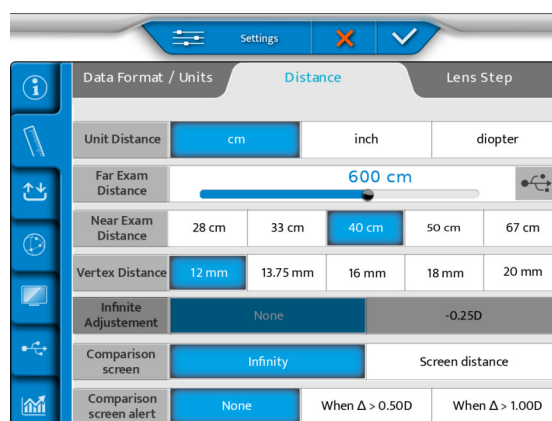 Settings
Data Format / Units
Distance
Lens Step
Unit Distance
cm
inch
diopter
Far Exam
Distance
600 cm
Near Exam
Distance
28 cm
33 cm
40 cm
50 cm
67 cm
Vertex Distance
12 mm
13.75 mm
16 mm
18 mm
20 mm
Infinite
Adjustement
None
-0.25D
Comparison
screen
Infinity
Screen distance
Comparison
screen alert
None
When Δ > 0.50D
When Δ > 1.00D